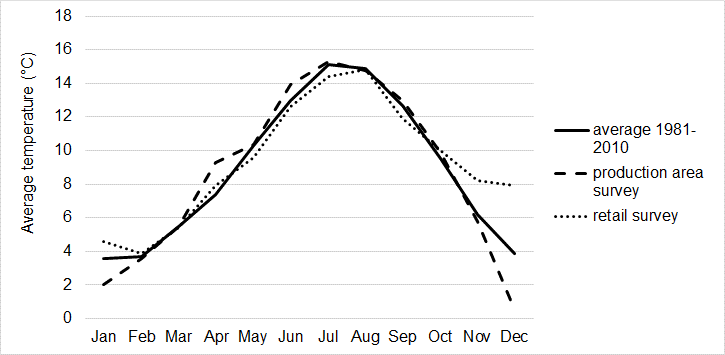 18
16
14
12
10
8
6
4
2
0
Average temperature (°C)
Jan Feb Mar Apr May Jun Jul Aug Sep Oct Nov Dec
average 1981-
2010
production area
survey
retail survey